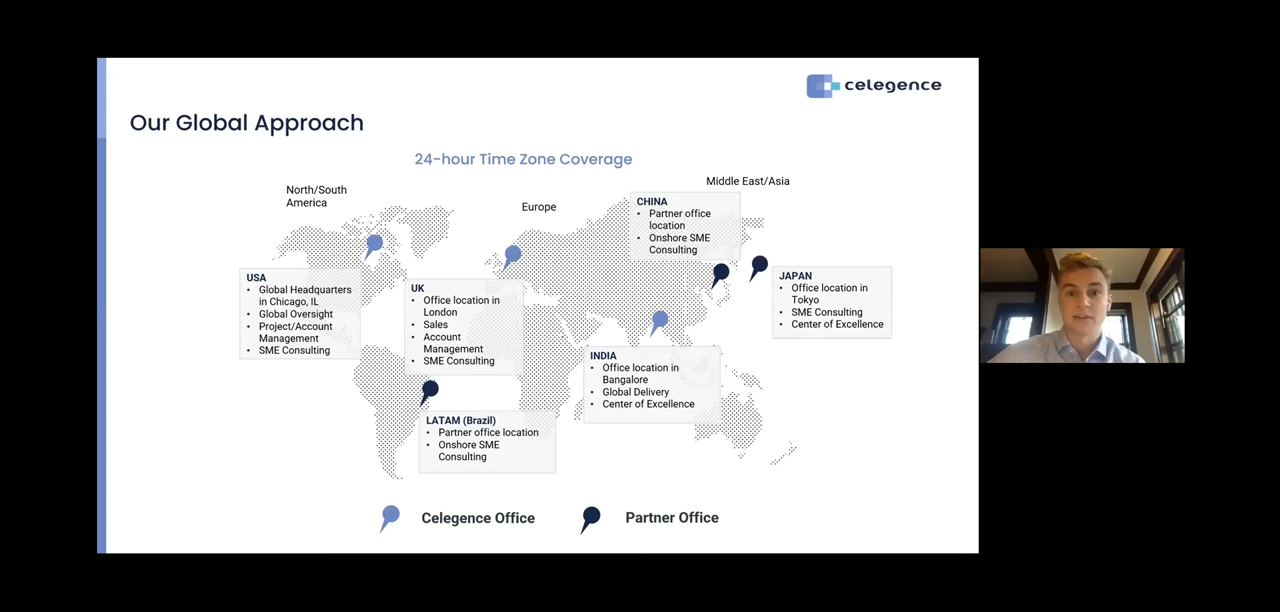 celegence
Our Global Approach
24-hour Time Zone Coverage
North/South
America
Europe
Middle East/Asia
USA
• Global Headquarters
in Chicago, IL
• Global Oversight
• Project/Account
Management
• SME Consulting
UK
• Office location in
London
• Sales
• Account
Management
• SME Consulting
LATAM (Brazil)
• Partner office location
• Onshore SME
Consulting
CHINA
• Partner office
location
• Onshore SME
Consulting
INDIA
• Office location in
Bangalore
• Global Delivery
• Center of Excellence
JAPAN
• Office location in
Tokyo
• SME Consulting
• Center of Excellence
Celegence Office
Partner Office